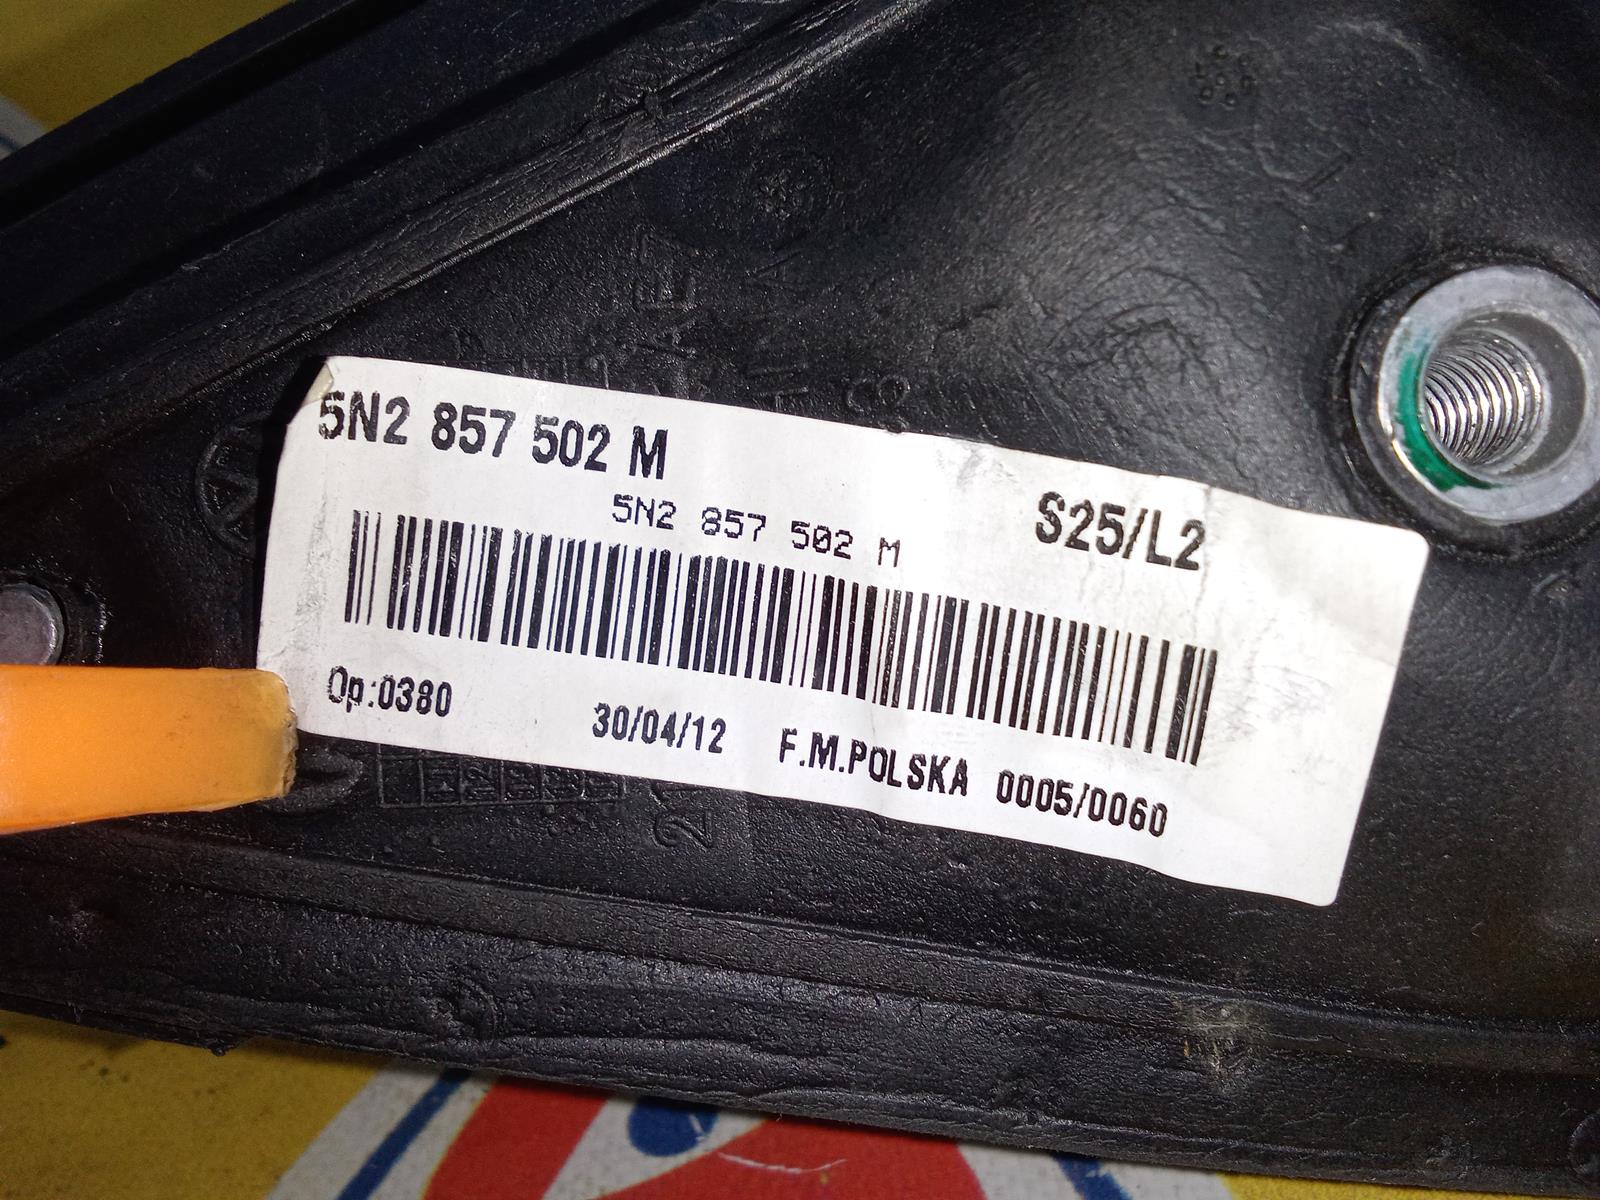 5N2 857 502 M
5N2 857 502 M
S25/L2
Op:0380
30/04/12 F.M.POLSKA 0005/0060